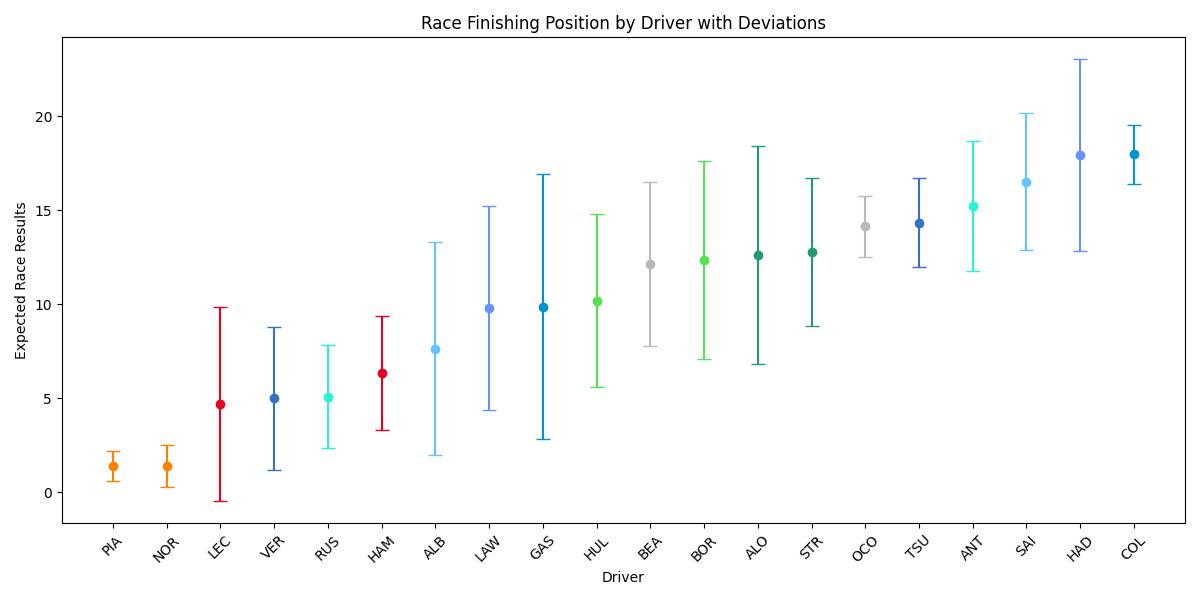 Race Finishing Position by Driver with Deviations
Expected Race Results
20
15
10
5
0
PIA NOR LEC VER RUS HAM ALB LAW GAS HUL BEA BOR ALO STR OCO TSU ANT SAI HAD COL
Driver